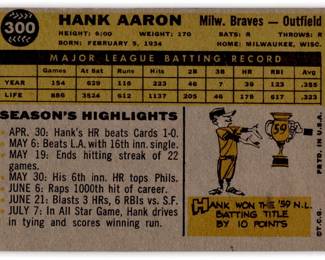 300
HANK AARON
Milw. Braves — Outfield
HEIGHT: 6:00 WEIGHT: 170 BATS: R THROWS: R
BORN: FEBRUARY 5, 1934 HOME: MILWAUKEE, WISC.
MAJOR LEAGUE BATTING RECORD
Games At Bat Runs Hits 2B 3B HR RBI Avg.
YEAR 154 629 116 223 46 7 39 123 .355
LIFE 886 3524 612 1137 205 46 178 617 .323
SEASON'S HIGHLIGHTS
APR. 30: Hank's HR beats Cards 1-0.
MAY 6: Beats L.A. with 16th inn. single.
MAY 19: Ends hitting streak of 22
games.
MAY 30: His 6th inn. HR tops Phils.
JUNE 6: Raps 1000th hit of career.
JUNE 21: Blasts 3 HRs, 6 RBIs vs. S.F.
JULY 7: In All Star Game, Hank drives
in tying and scores winning run.
'59
HANK WON THE '59 N.L.
BATTING TITLE
BY 10 POINTS
©T.C.G.
PRTD. IN U.S.A.